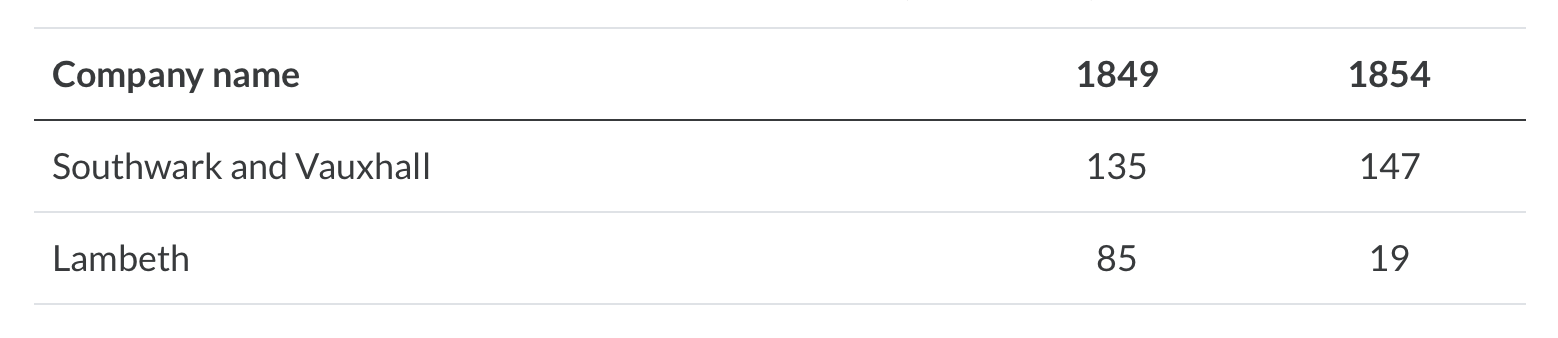 Company name 1849 1854
Southwark and Vauxhall 135 147
Lambeth 85 19